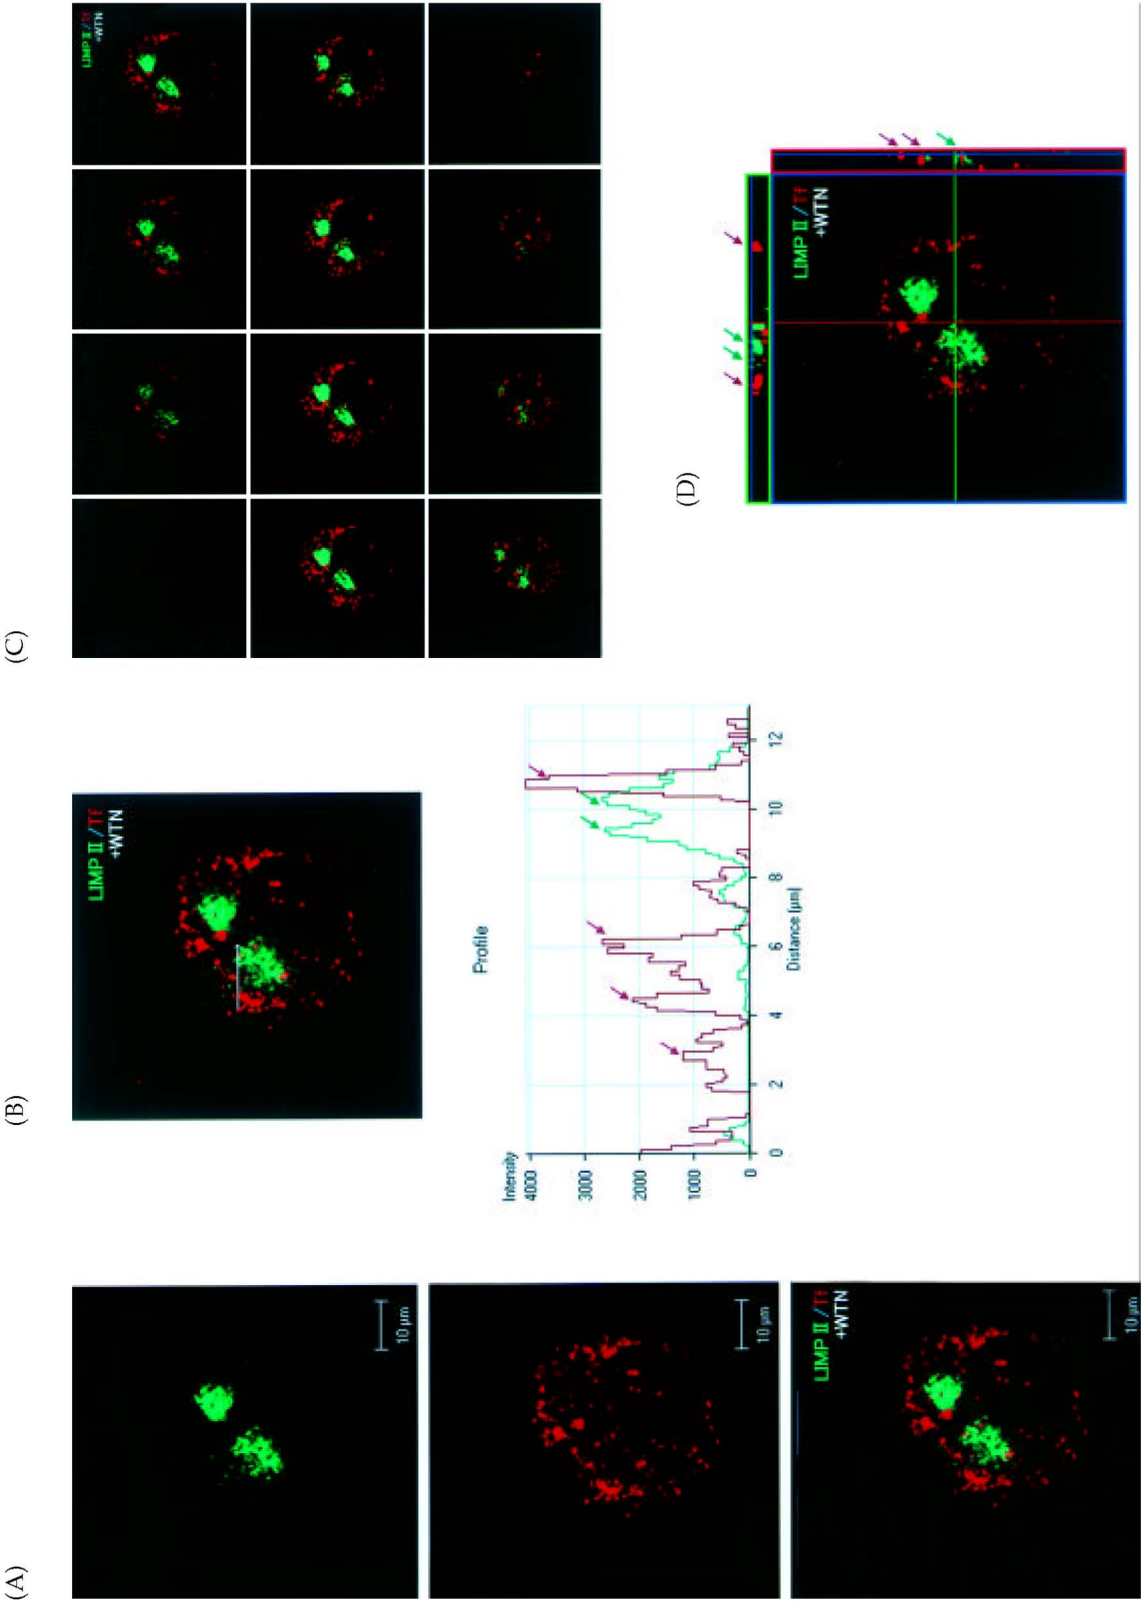 (A)
10 µm
10 µm
LIMP II /Tf
+WTN
10 µm
(B)
LIMP II /Tf
+WTN
Profile
Intensity
4000
3000
2000
1000
0
0 2 4 6 8 10 12
Distance [µm]
(C)
LIMP II /Tf
+WTN
(D)
LIMP II /Tf
+WTN